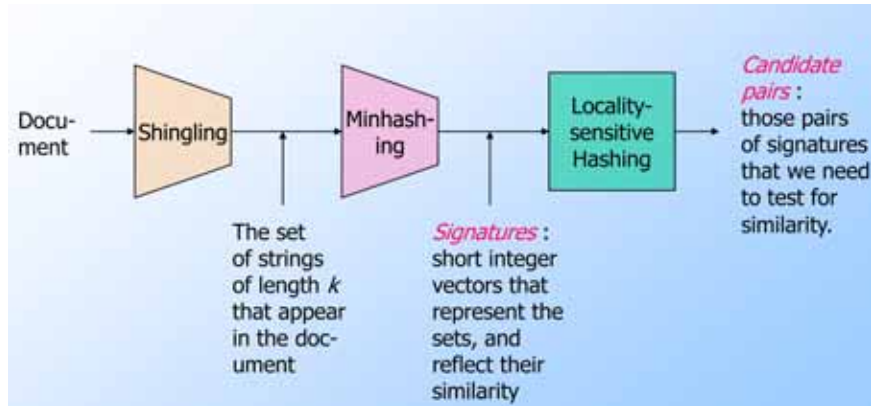 Docu-
ment
Shingling
The set
of strings
of length k
that appear
in the doc-
ument
Minhash-
ing
Signatures :
short integer
vectors that
represent the
sets, and
reflect their
similarity
Locality-
sensitive
Hashing
Candidate
pairs :
those pairs
of signatures
that we need
to test for
similarity.